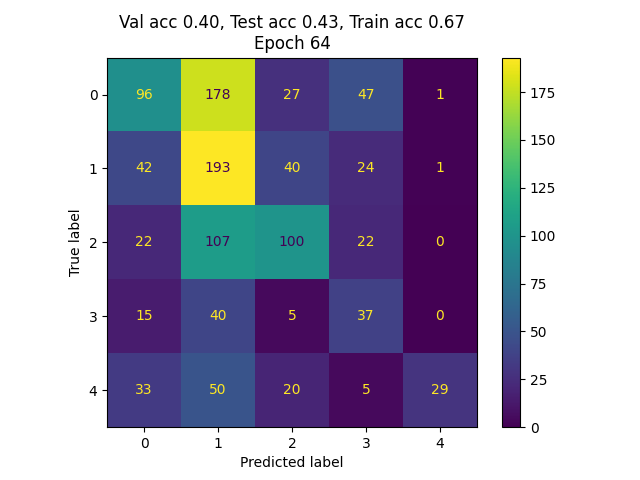 Val acc 0.40, Test acc 0.43, Train acc 0.67
Epoch 64
0 96 178 27 47 1
1 42 193 40 24 1
2 22 107 100 22 0
3 15 40 5 37 0
4 33 50 20 5 29
0 1 2 3 4
Predicted label
True label
175
150
125
100
75
50
25
0